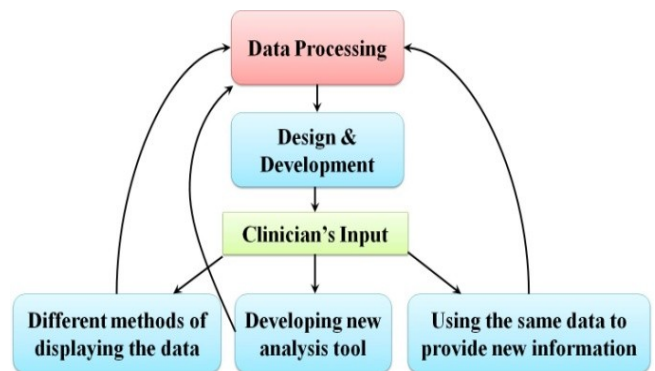 Data Processing
Design &
Development
Clinician's Input
Different methods of
displaying the data
Developing new
analysis tool
Using the same data to
provide new information